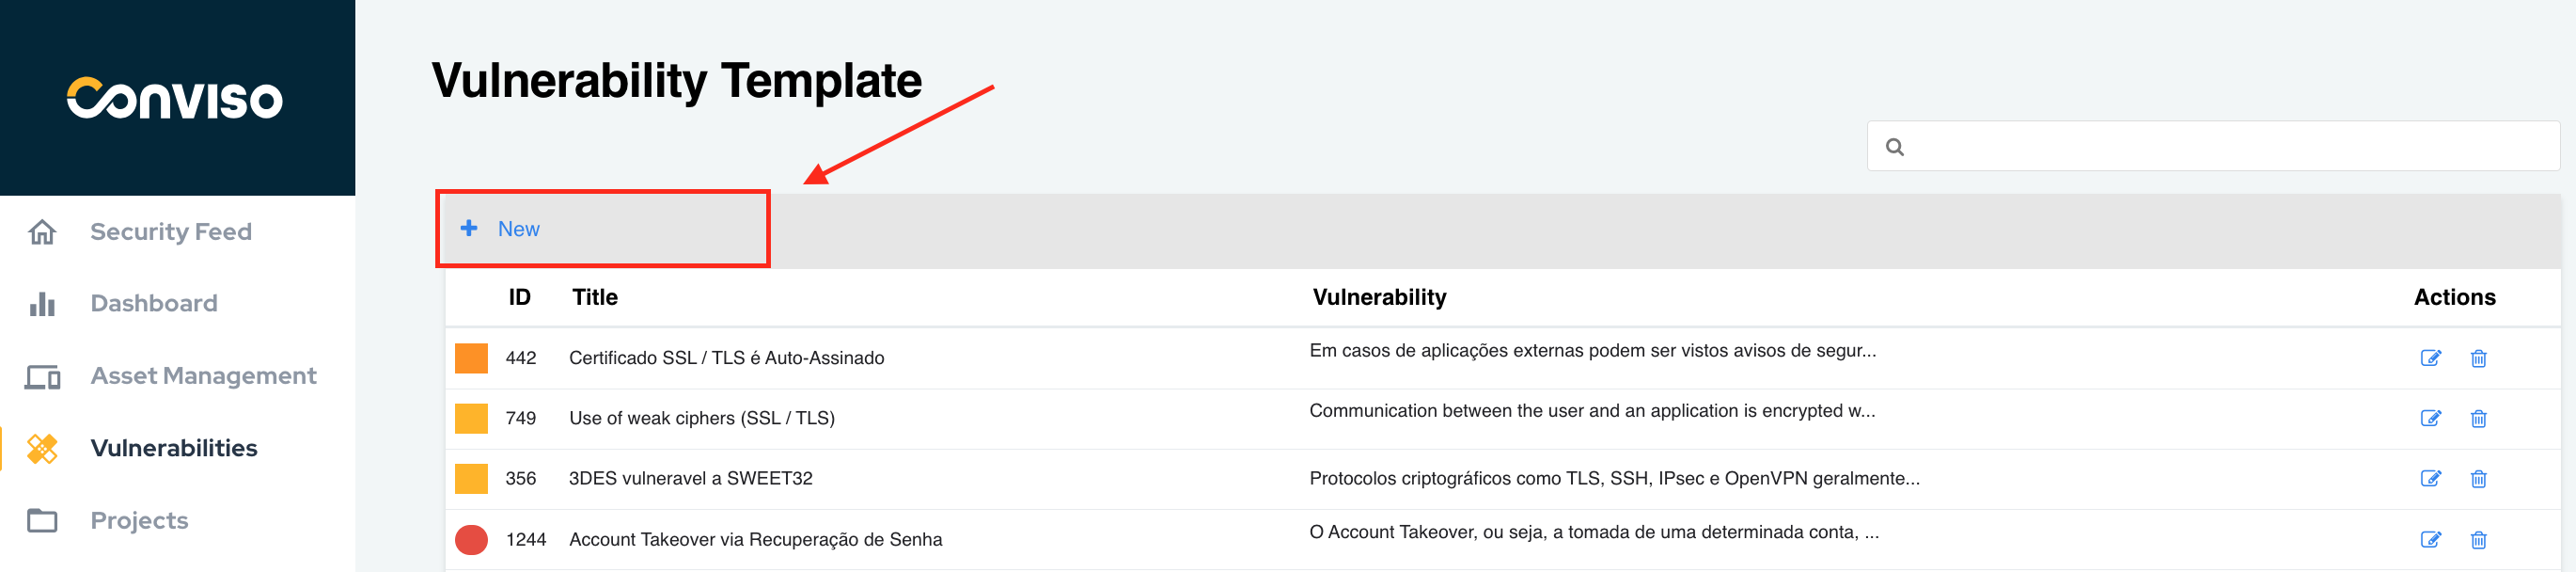 Conviso
Security Feed
Dashboard
Asset Management
Vulnerabilities
Projects
Vulnerability Template
New
ID Title Vulnerability Actions
442 Certificado SSL / TLS é Auto-Assinado Em casos de aplicações externas podem ser vistos avisos de segur...
749 Use of weak ciphers (SSL / TLS) Communication between the user and an application is encrypted w...
356 3DES vulneravel a SWEET32 Protocolos criptográficos como TLS, SSH, IPsec e OpenVPN geralmente...
1244 Account Takeover via Recuperação de Senha O Account Takeover, ou seja, a tomada de uma determinada conta, ...